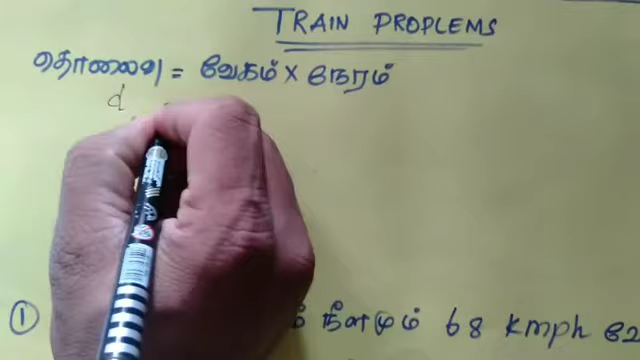 TRAIN PROPLEMS
தொலைவு = வேகம் × நேரம்
d
① நீளமும் 68 kmph வே